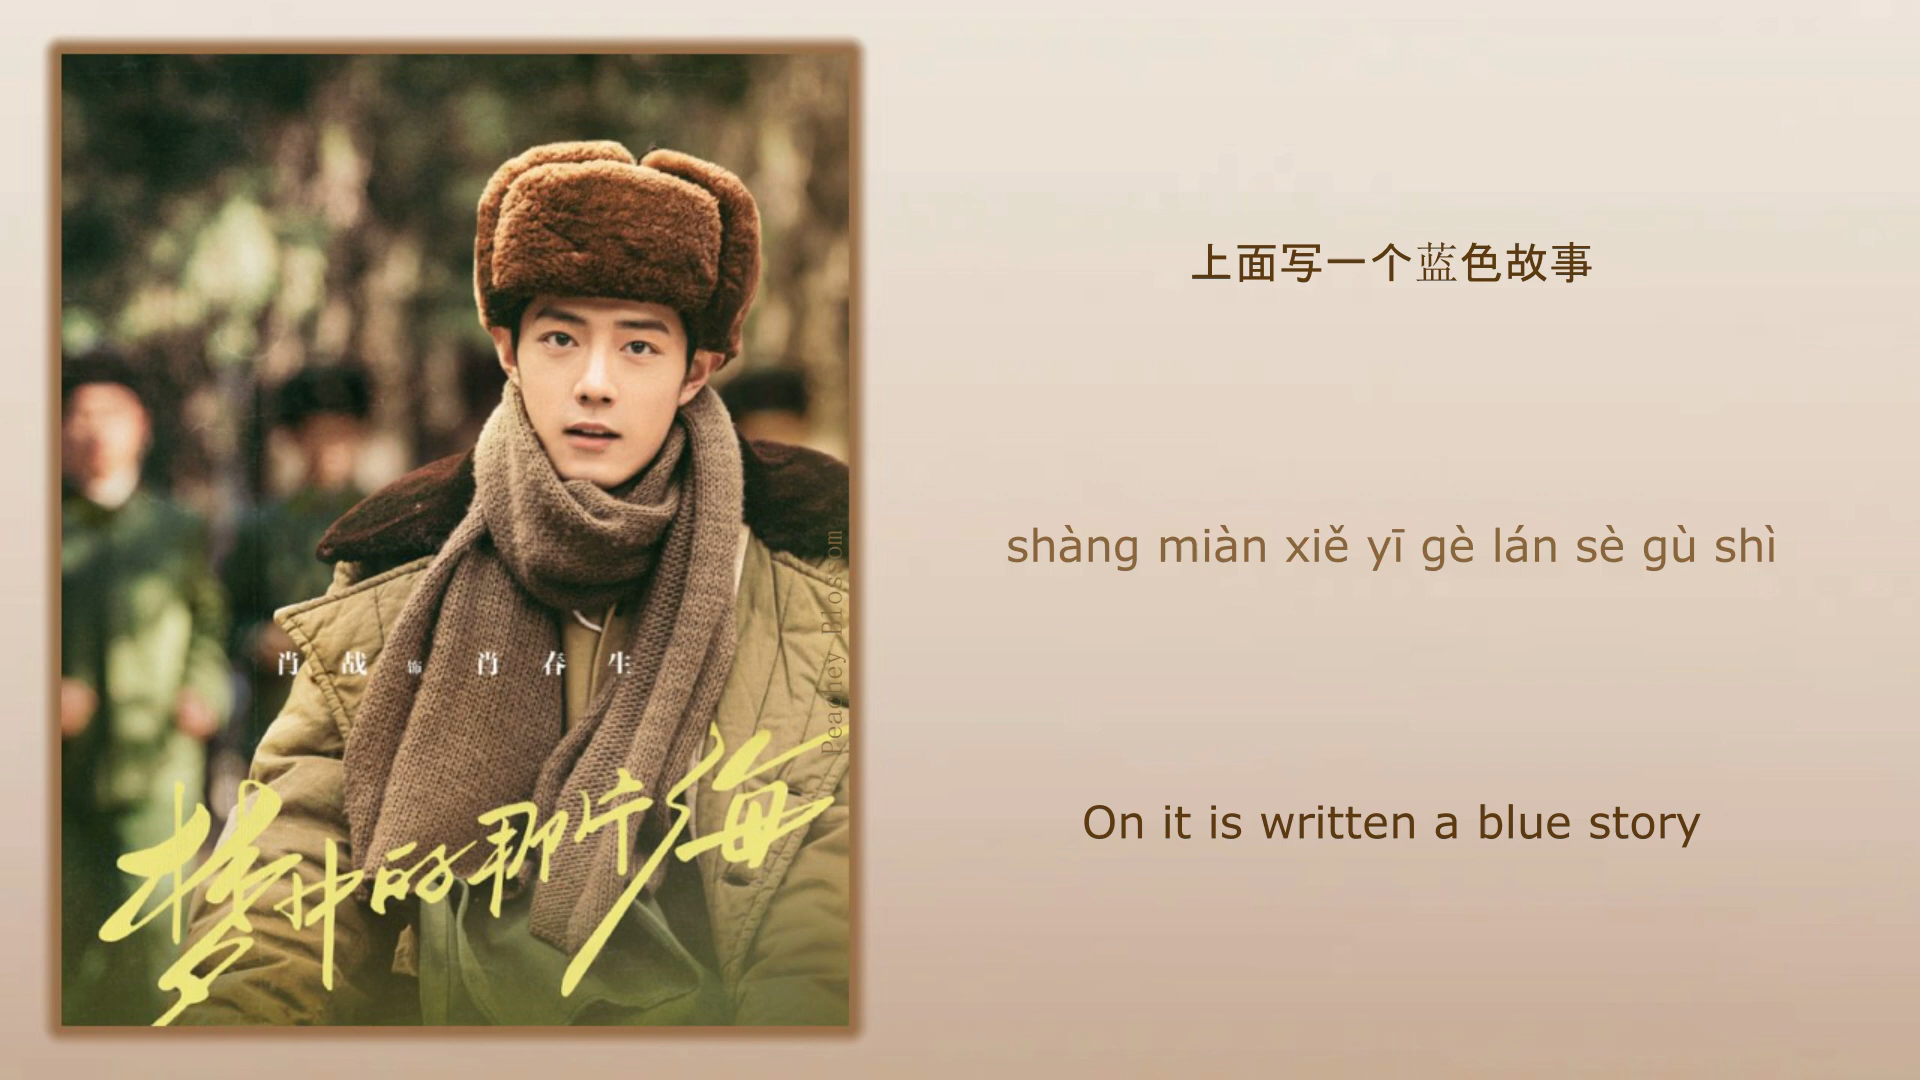 肖战 饰 肖春生
梦中的那片海
Peachey Blossom
上面写一个蓝色故事
shàng miàn xiě yī gè lán sè gù shì
On it is written a blue story